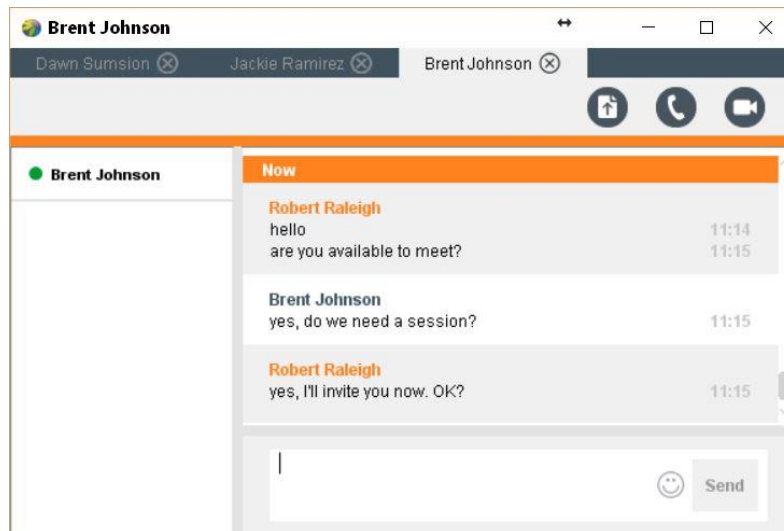 Brent Johnson
Dawn Sumsion Jackie Ramirez Brent Johnson
Brent Johnson
Now
Robert Raleigh
hello 11:14
are you available to meet? 11:15
Brent Johnson
yes, do we need a session? 11:15
Robert Raleigh
yes, I'll invite you now. OK? 11:15
Send